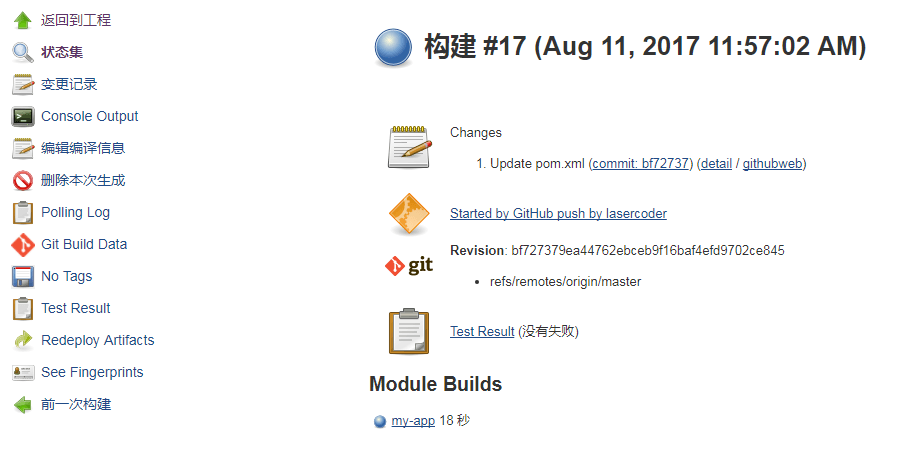 返回到工程
状态集
变更记录
Console Output
编辑编译信息
删除本次生成
Polling Log
Git Build Data
No Tags
Test Result
Redeploy Artifacts
See Fingerprints
前一次构建
构建 #17 (Aug 11, 2017 11:57:02 AM)
Changes
1. Update pom.xml (commit: bf72737) (detail / githubweb)
Started by GitHub push by lasercoder
git
Revision: bf727379ea44762ebceb9f16baf4efd9702ce845
• refs/remotes/origin/master
Test Result (没有失败)
Module Builds
my-app 18 秒